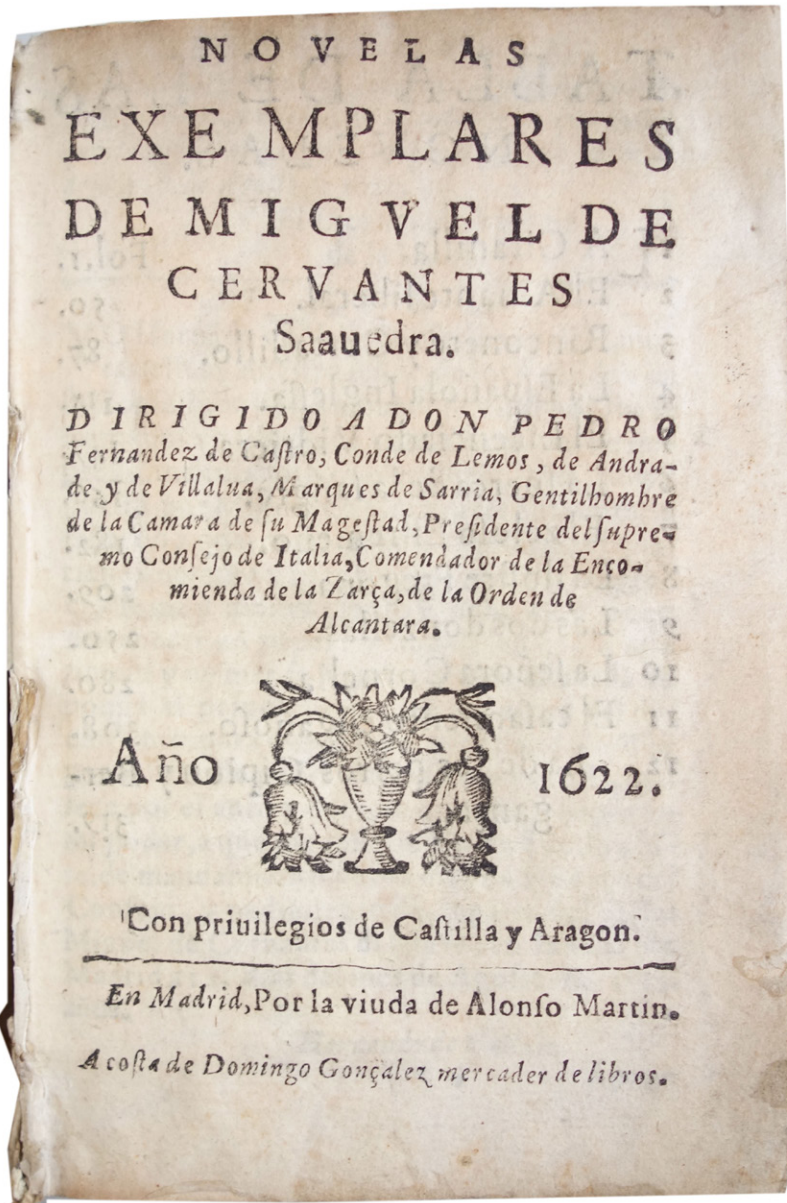 NOVELAS
EXEMPLARES
DE MIGVEL DE
CERVANTES
Saauedra.
DIRIGIDO A DON PEDRO
Fernandez de Caſtro, Conde de Lemos, de Andra-
de y de Villalua, Marques de Sarria, Gentilhombre
de la Camara de ſu Mageſtad, Preſidente del ſupre-
mo Conſejo de Italia, Comendador de la Enco-
mienda de la Zarça, de la Orden de
Alcantara.
Año 1622.
Con priuilegios de Caſtilla y Aragon.
En Madrid, Por la viuda de Alonſo Martin.
A coſta de Domingo Gonçalez mercader de libros.